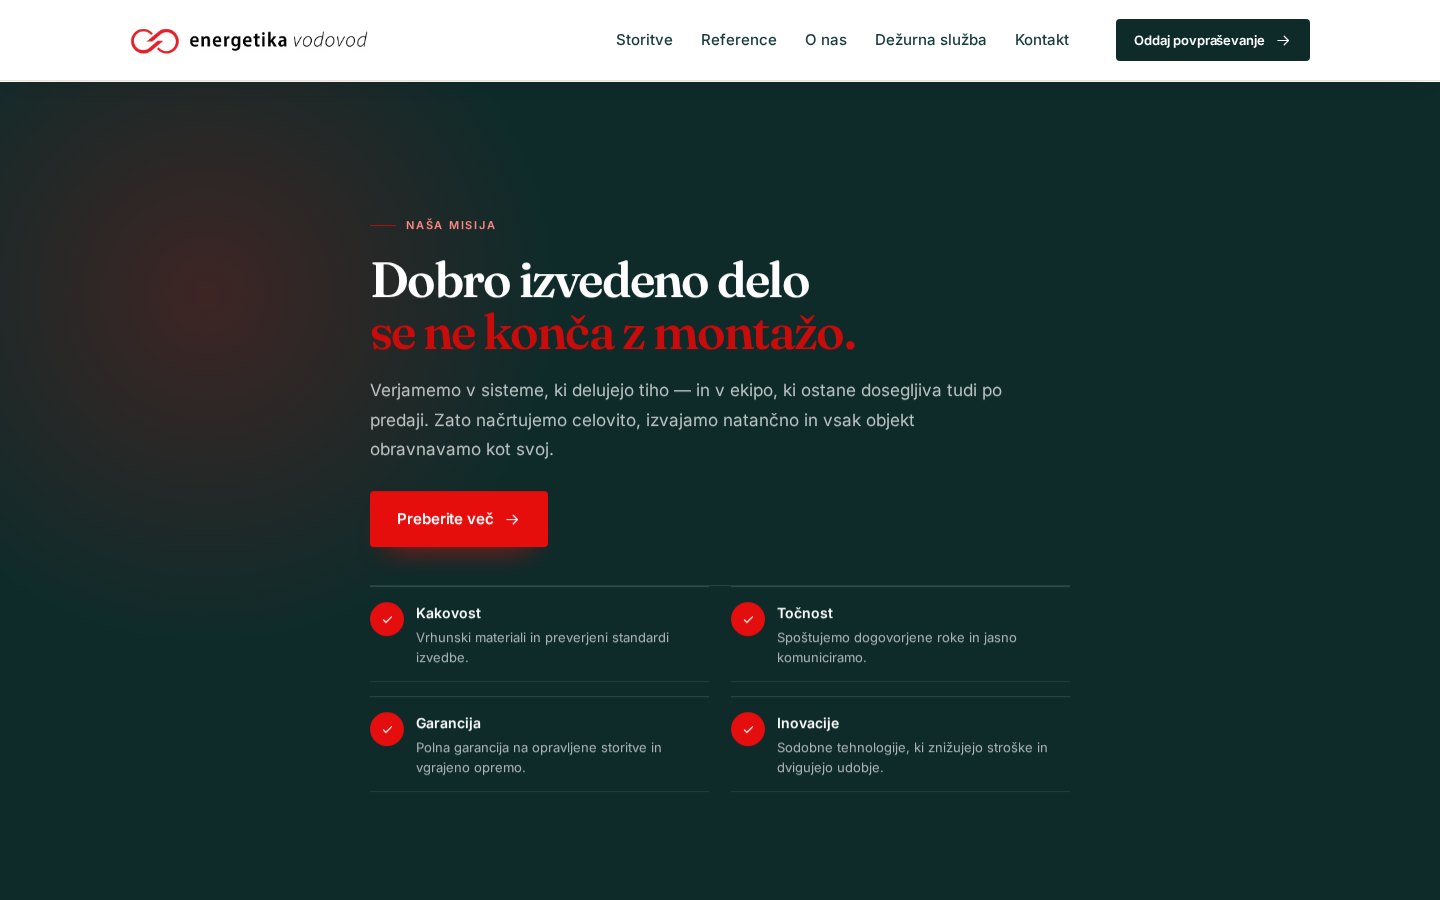 energetika vodovod
Storitve
Reference
O nas
Dežurna služba
Kontakt
Oddaj povpraševanje →
NAŠA MISIJA
Dobro izvedeno delo
se ne konča z montažo.
Verjamemo v sisteme, ki delujejo tiho — in v ekipo, ki ostane dosegljiva tudi po
predaji. Zato načrtujemo celovito, izvajamo natančno in vsak objekt
obravnavamo kot svoj.
Preberite več →
Kakovost
Vrhunski materiali in preverjeni standardi
izvedbe.
Točnost
Spoštujemo dogovorjene roke in jasno
komuniciramo.
Garancija
Polna garancija na opravljene storitve in
vgrajeno opremo.
Inovacije
Sodobne tehnologije, ki znižujejo stroške in
dvigujejo udobje.